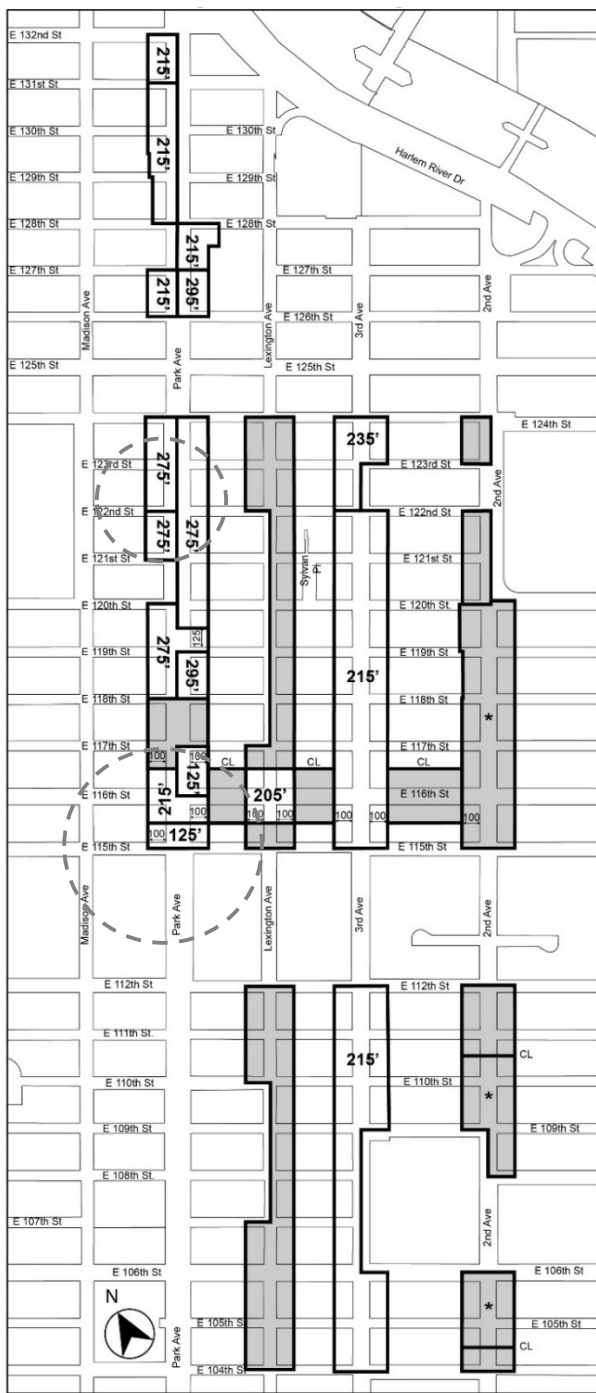 E 132nd St
215'
E 131st St
215'
E 130th St
E 130th St
E 129th St
E 129th St
Harlem River Dr
E 128th St
E 128th St
215'
E 127th St
E 127th St
215'
295'
Madison Ave
Park Ave
Lexington Ave
3rd Ave
2nd Ave
E 126th St
E 125th St
E 125th St
E 124th St
235'
275'
E 123rd St
E 123rd St
2nd Ave
E 122nd St
E 122nd St
275'
275'
E 121st St
E 121st St
Sylvan Pl.
E 120th St
E 120th St.
125
275'
E 119th St
E 119th St
295'
215'
E 118th St
E 118th St
*
E 117th St
E 117th St
100
100
CL
CL
125'
215'
205'
E 116th St
E 116th St
100
100
100
100
100
100
100
125'
E 115th St
E 115th St
Madison Ave
Park Ave
Lexington Ave
3rd Ave
2nd Ave
E 112th St
E 112th St
E 111th St.
215'
CL
E 110th St
E 110th St
*
E 109th St
E 109th St
E 108th St.
E 107th St
2nd Ave
E 106th St
E 106th St
N
*
E 105th St
E 105th St
Park Ave
CL
E 104th St